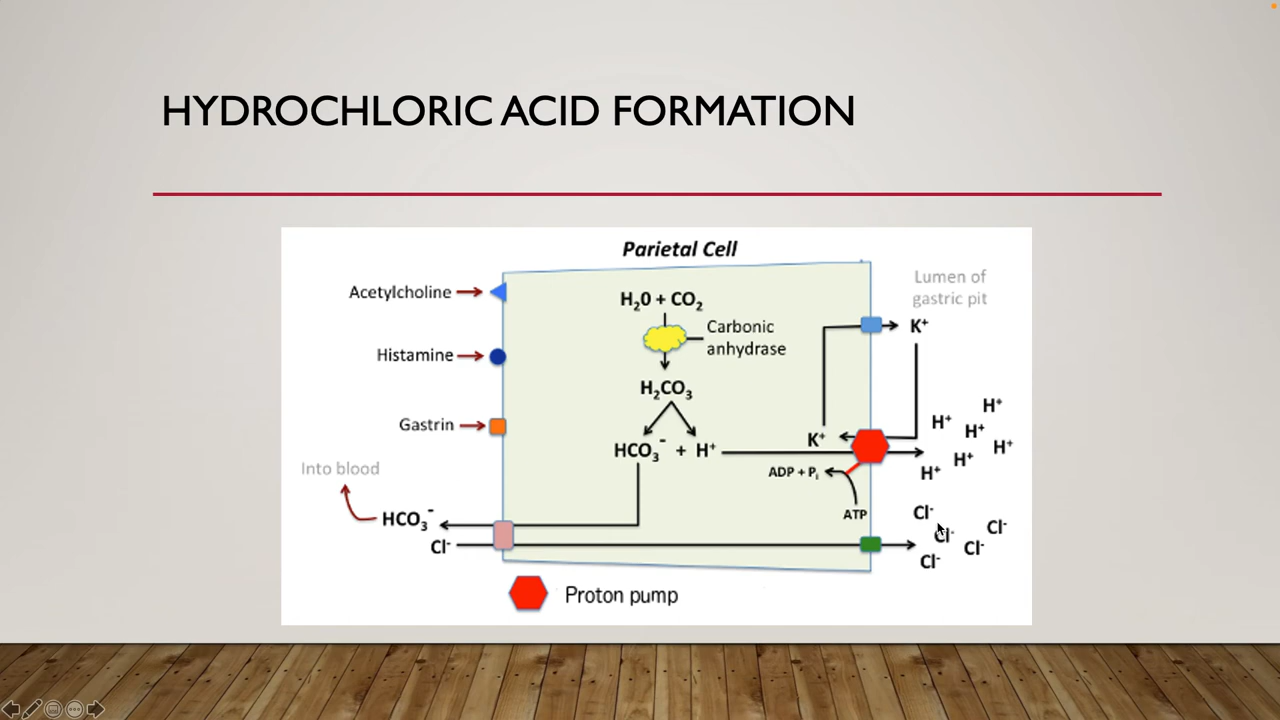 HYDROCHLORIC ACID FORMATION
Parietal Cell
Acetylcholine
Histamine
Gastrin
Into blood
HCO₃⁻
Cl⁻
H₂0 + CO₂
Carbonic
anhydrase
H₂CO₃
HCO₃⁻ + H⁺
K⁺
ADP + Pᵢ
ATP
Lumen of
gastric pit
K⁺
H⁺
H⁺
H⁺
H⁺
H⁺
H⁺
Cl⁻
Cl⁻
Cl⁻
Cl⁻
Cl⁻
Proton pump